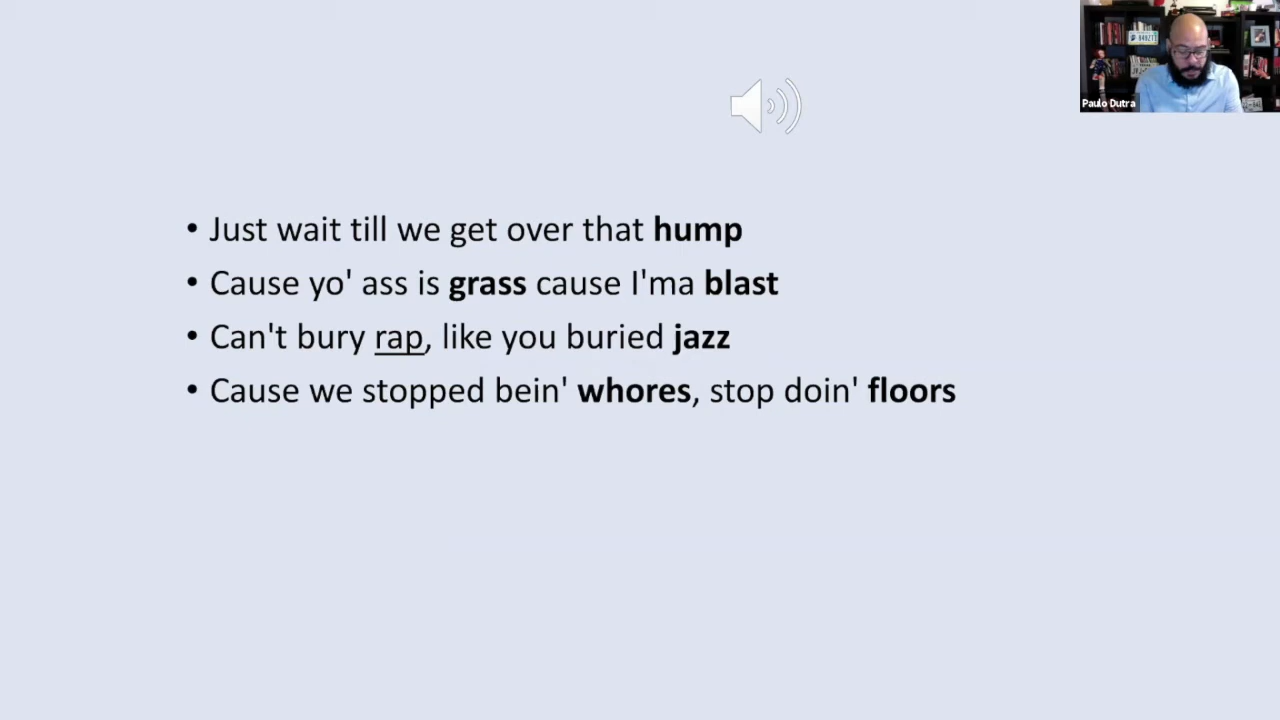 Paulo Dutra
• Just wait till we get over that hump
• Cause yo' ass is grass cause I'ma blast
• Can't bury rap, like you buried jazz
• Cause we stopped bein' whores, stop doin' floors